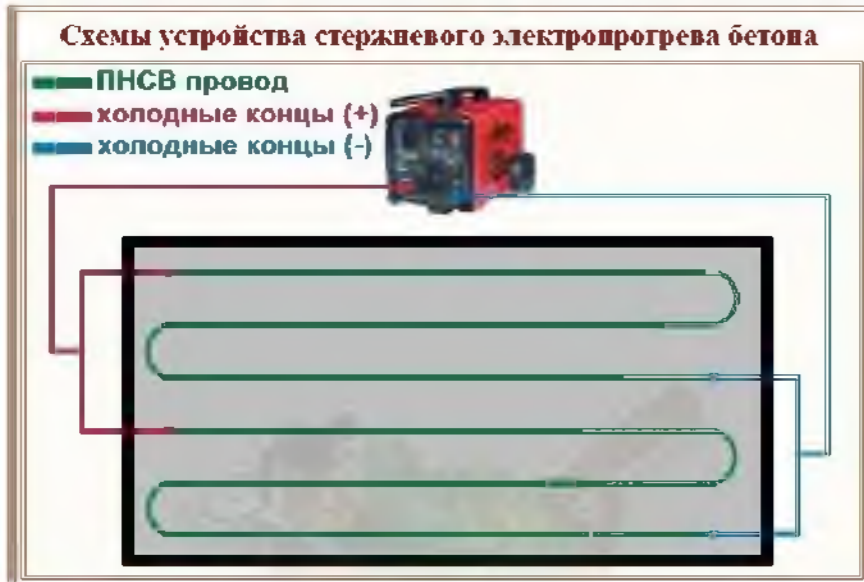 Схемы устройства стержневого электропрогрева бетона
ПНСВ провод
холодные концы (+)
холодные концы (-)